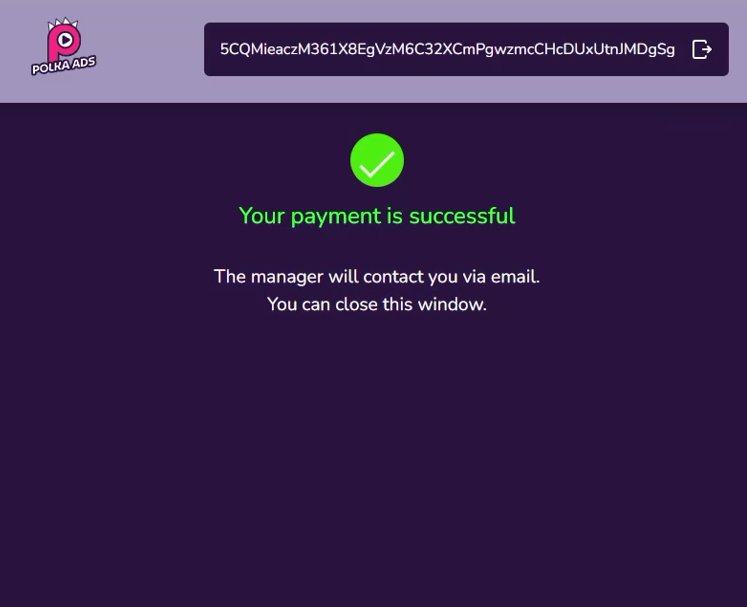 POLKA ADS
5CQMieaczM361X8EgVzM6C32XCmPgwzmcCHcDUxUtnJMDgSg
Your payment is successful
The manager will contact you via email.
You can close this window.